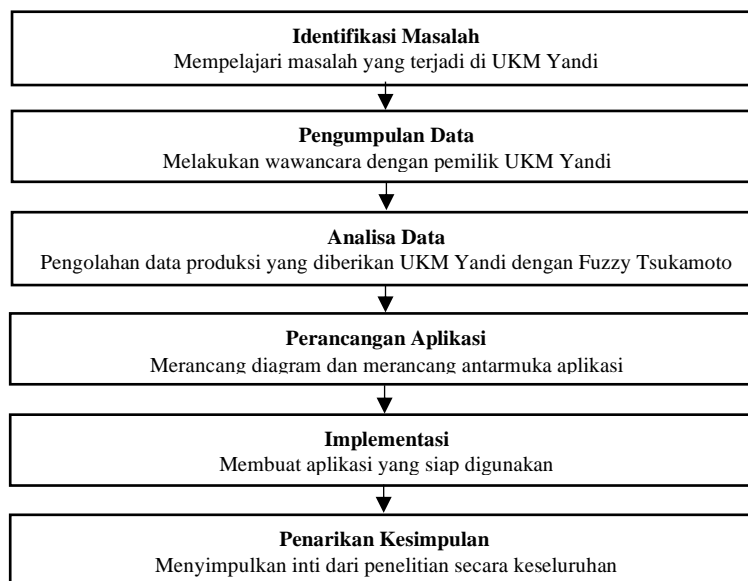 Identifikasi Masalah
Mempelajari masalah yang terjadi di UKM Yandi
Pengumpulan Data
Melakukan wawancara dengan pemilik UKM Yandi
Analisa Data
Pengolahan data produksi yang diberikan UKM Yandi dengan Fuzzy Tsukamoto
Perancangan Aplikasi
Merancang diagram dan merancang antarmuka aplikasi
Implementasi
Membuat aplikasi yang siap digunakan
Penarikan Kesimpulan
Menyimpulkan inti dari penelitian secara keseluruhan